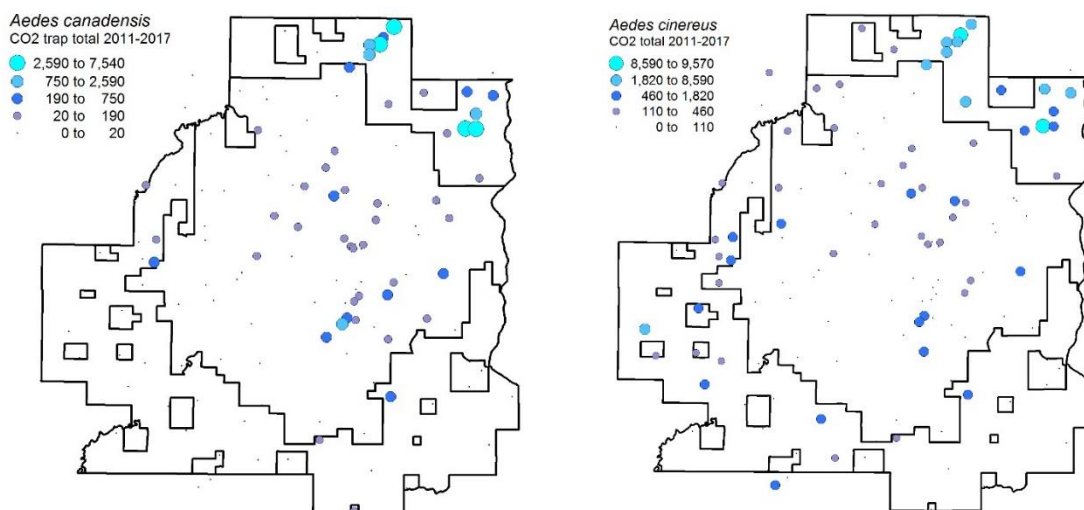 Aedes canadensis
CO2 trap total 2011-2017
2,590 to 7,540
750 to 2,590
190 to 750
20 to 190
0 to 20
Aedes cinereus
CO2 total 2011-2017
8,590 to 9,570
1,820 to 8,590
460 to 1,820
110 to 460
0 to 110